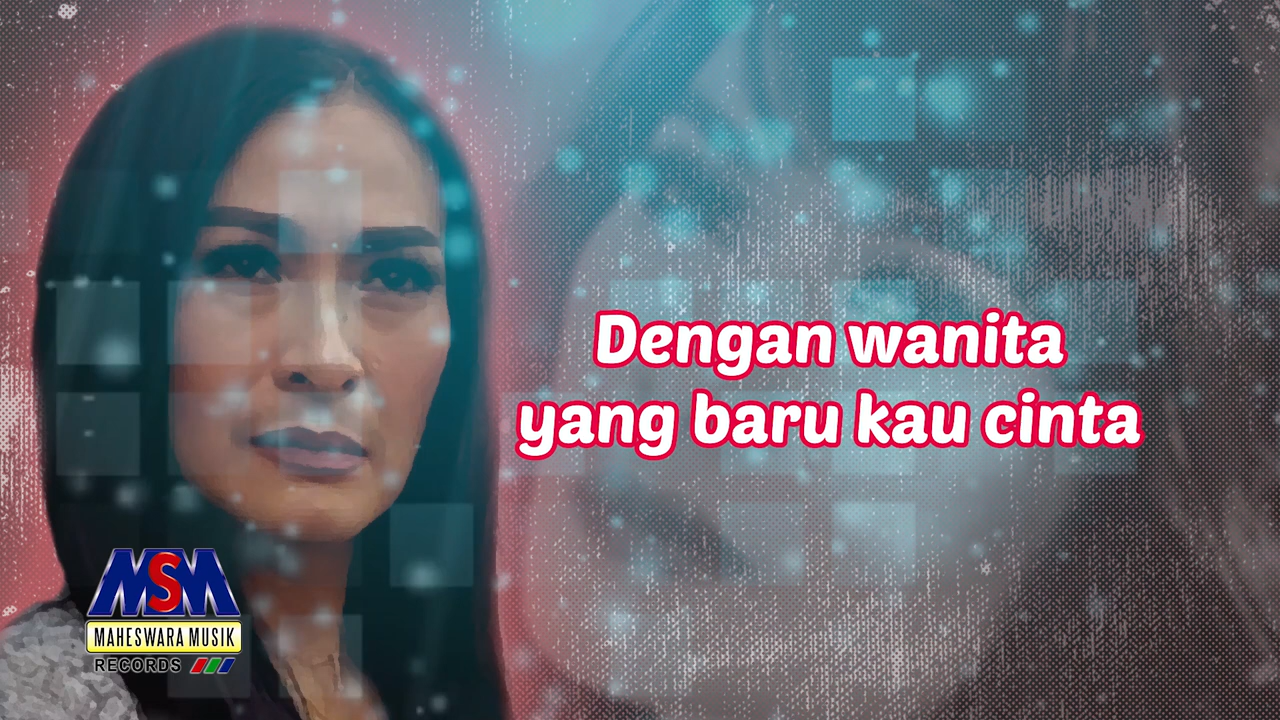 Dengan wanita
yang baru kau cinta
MSM
MAHESWARA MUSIK
RECORDS